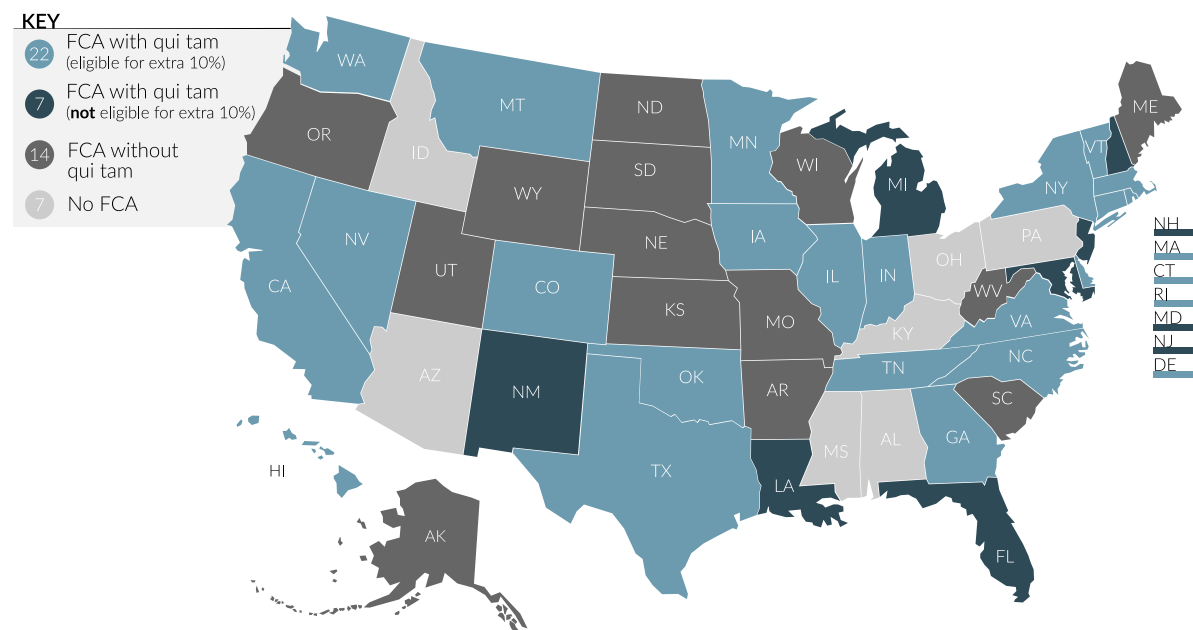 KEY
22 FCA with qui tam
(eligible for extra 10%)
7 FCA with qui tam
(not eligible for extra 10%)
14 FCA without
qui tam
7 No FCA
WA
MT
ND
MN
ME
OR
ID
SD
WI
VT
WY
MI
NY
NV
NE
IA
PA
NH
MA
UT
CO
IL
IN
OH
CT
CA
WV
RI
KS
MO
KY
VA
MD
NJ
AZ
NM
OK
AR
TN
NC
DE
SC
MS
AL
GA
HI
TX
LA
AK
FL